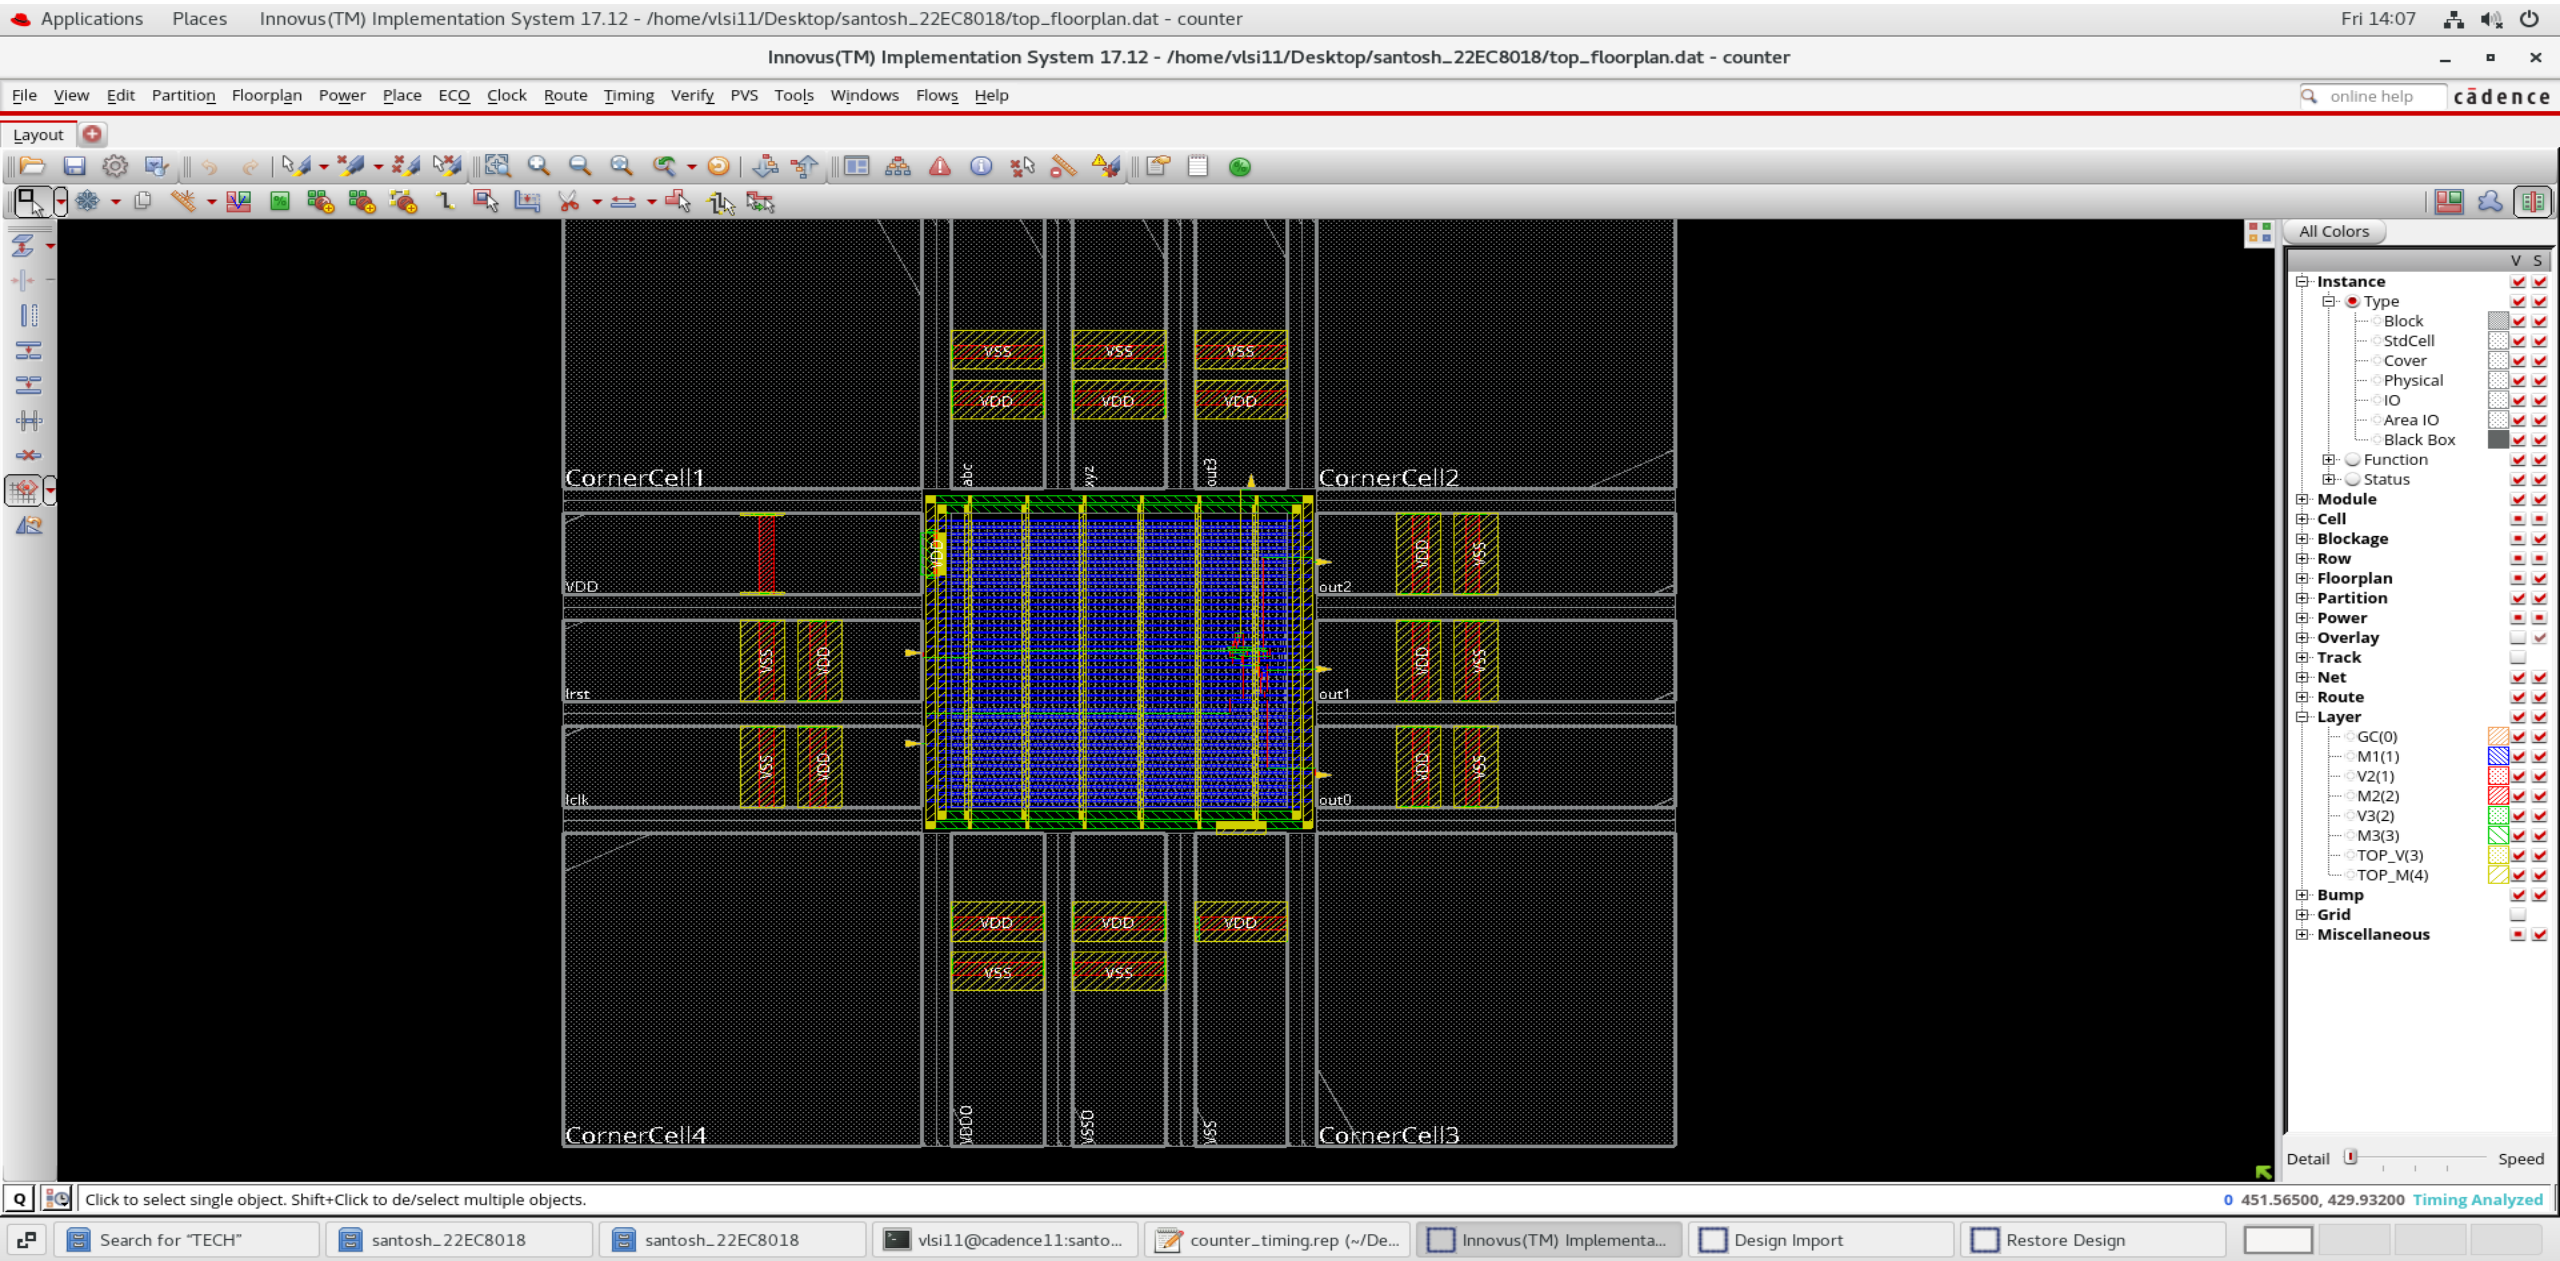 Applications Places Innovus(TM) Implementation System 17.12 - /home/vlsi11/Desktop/santosh_22EC8018/top_floorplan.dat - counter Fri 14:07
Innovus(TM) Implementation System 17.12 - /home/vlsi11/Desktop/santosh_22EC8018/top_floorplan.dat - counter
File View Edit Partition Floorplan Power Place ECO Clock Route Timing Verify PVS Tools Windows Flows Help online help cādence
Layout
All Colors
V S
Instance
Type
Block
StdCell
Cover
Physical
IO
Area IO
Black Box
Function
Status
Module
Cell
Blockage
Row
Floorplan
Partition
Power
Overlay
Track
Net
Route
Layer
GC(0)
M1(1)
V2(1)
M2(2)
V3(2)
M3(3)
TOP_V(3)
TOP_M(4)
Bump
Grid
Miscellaneous
Detail Speed
VSS VSS VSS
VDD VDD VDD
CornerCell1 abc xyz out3 CornerCell2
VDD VDD VSS
VDD out2
VSS VDD VDD VSS
Irst out1
VSS VDD VDD VSS
Iclk out0
VDD VDD VDD
VSS VSS
CornerCell4 VDDO VSSO VSS CornerCell3
Q Click to select single object. Shift+Click to de/select multiple objects. 0 451.56500, 429.93200 Timing Analyzed
Search for “TECH” santosh_22EC8018 santosh_22EC8018 vlsi11@cadence11:santo... counter_timing.rep (~/De... Innovus(TM) Implementa... Design Import Restore Design